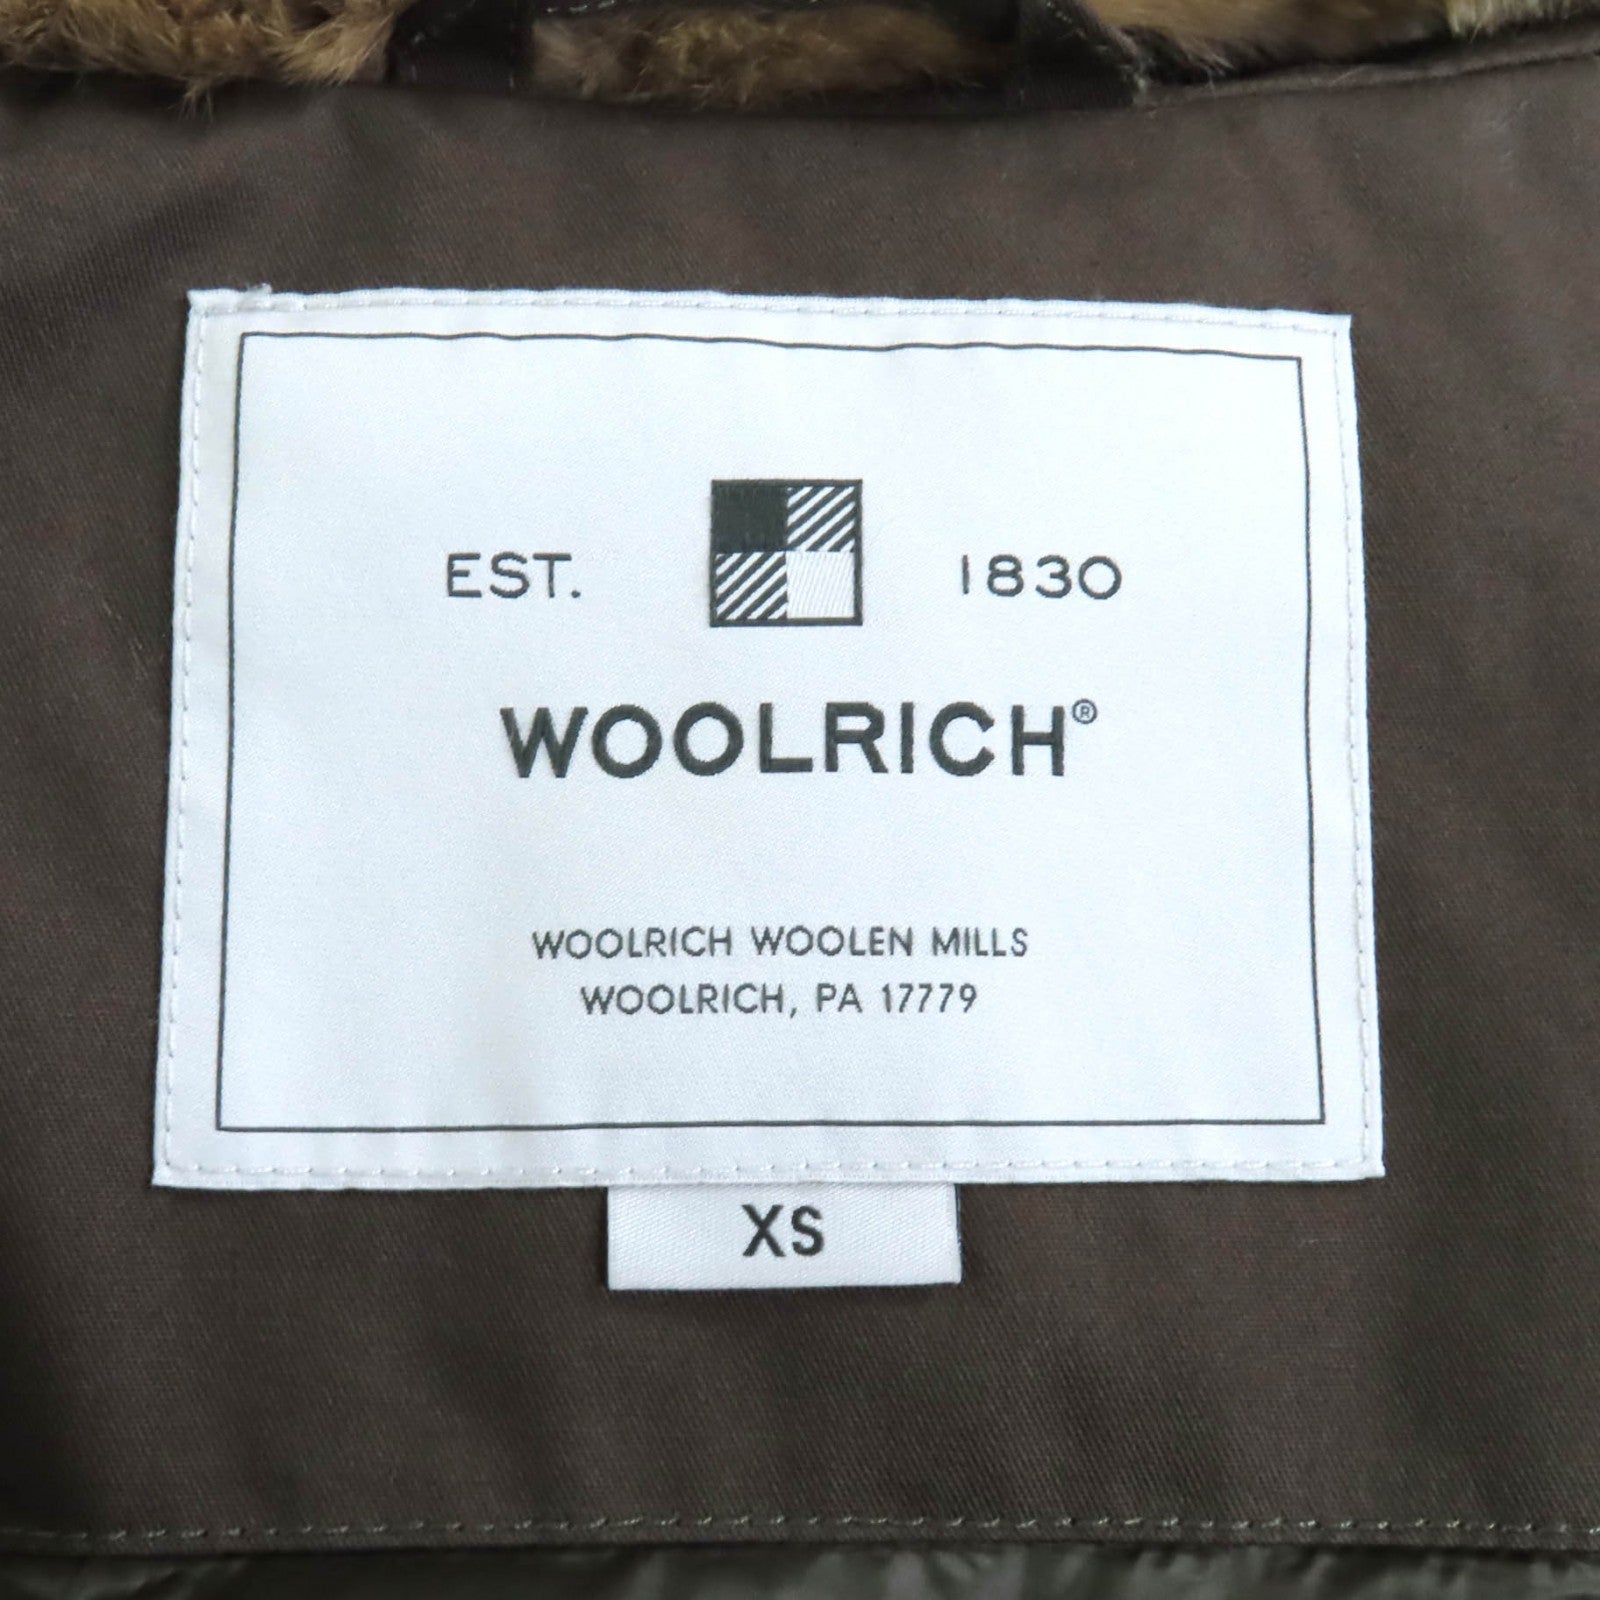 EST. 1830
WOOLRICH®
WOOLRICH WOOLEN MILLS
WOOLRICH, PA 17779
XS